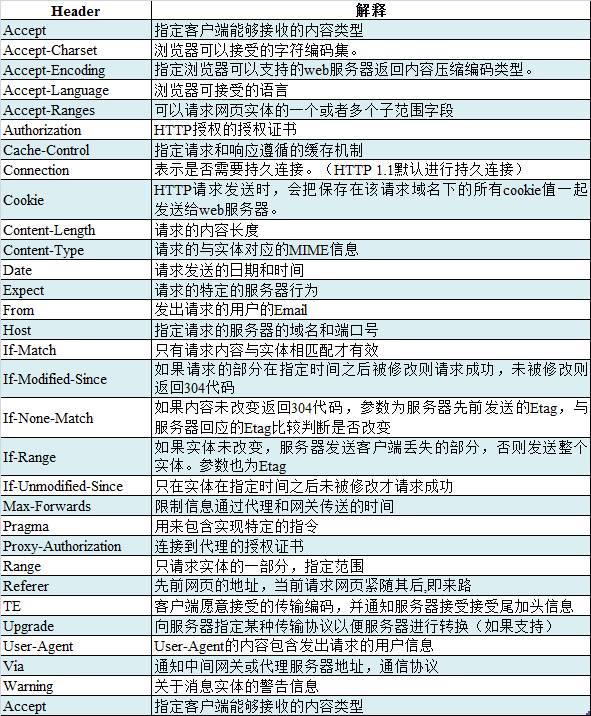 Header 解释
Accept 指定客户端能够接收的内容类型
Accept-Charset 浏览器可以接受的字符编码集。
Accept-Encoding 指定浏览器可以支持的web服务器返回内容压缩编码类型。
Accept-Language 浏览器可接受的语言
Accept-Ranges 可以请求网页实体的一个或者多个子范围字段
Authorization HTTP授权的授权证书
Cache-Control 指定请求和响应遵循的缓存机制
Connection 表示是否需要持久连接。（HTTP 1.1默认进行持久连接）
Cookie HTTP请求发送时，会把保存在该请求域名下的所有cookie值一起
发送给web服务器。
Content-Length 请求的内容长度
Content-Type 请求的与实体对应的MIME信息
Date 请求发送的日期和时间
Expect 请求的特定的服务器行为
From 发出请求的用户的Email
Host 指定请求的服务器的域名和端口号
If-Match 只有请求内容与实体相匹配才有效
If-Modified-Since 如果请求的部分在指定时间之后被修改则请求成功，未被修改则
返回304代码
If-None-Match 如果内容未改变返回304代码，参数为服务器先前发送的Etag，与
服务器回应的Etag比较判断是否改变
If-Range 如果实体未改变，服务器发送客户端丢失的部分，否则发送整个
实体。参数也为Etag
If-Unmodified-Since 只在实体在指定时间之后未被修改才请求成功
Max-Forwards 限制信息通过代理和网关传送的时间
Pragma 用来包含实现特定的指令
Proxy-Authorization 连接到代理的授权证书
Range 只请求实体的一部分，指定范围
Referer 先前网页的地址，当前请求网页紧随其后,即来路
TE 客户端愿意接受的传输编码，并通知服务器接受接受尾加头信息
Upgrade 向服务器指定某种传输协议以便服务器进行转换（如果支持）
User-Agent User-Agent的内容包含发出请求的用户信息
Via 通知中间网关或代理服务器地址，通信协议
Warning 关于消息实体的警告信息
Accept 指定客户端能够接收的内容类型